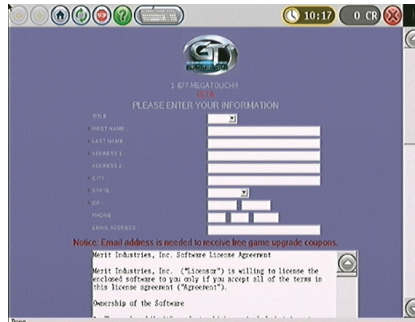 10:17 0 CR
GT
1-877-MEGATOUCH®
BETA
PLEASE ENTER YOUR INFORMATION
TITLE
FIRST NAME:
LAST NAME
ADDRESS 1:
ADDRESS 2:
CITY
STATE
ZIP
PHONE:
EMAIL ADDRESS:
Notice: Email address is needed to receive free game upgrade coupons.
Merit Industries, Inc. Software License Agreement
Merit Industries, Inc. ("Licensor") is willing to license the
enclosed software to you only if you accept all of the terms in
this license agreement ("Agreement").
Ownership of the Software